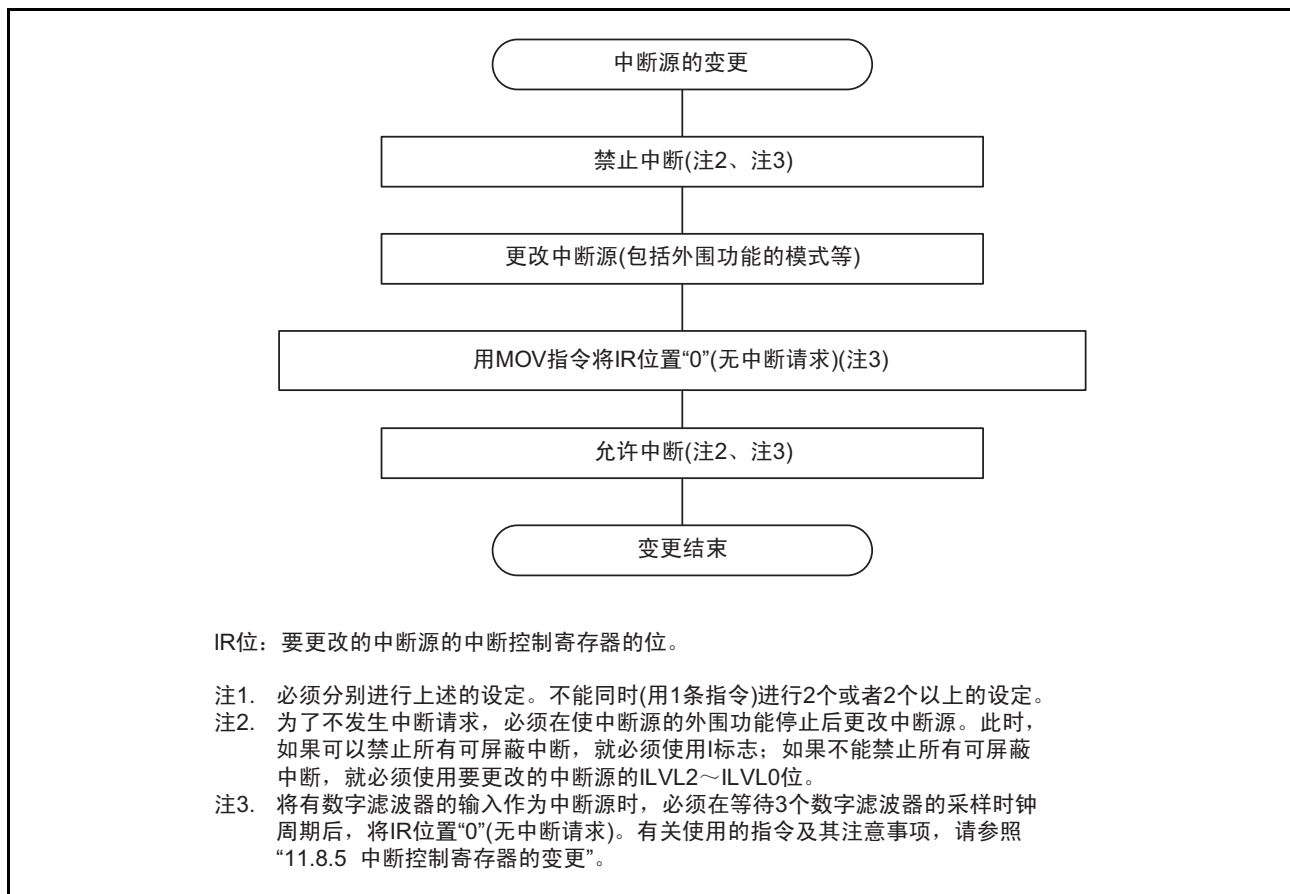 中断源的变更
禁止中断(注2、注3)
更改中断源(包括外围功能的模式等)
用MOV指令将IR位置“0”(无中断请求)(注3)
允许中断(注2、注3)
变更结束
IR位：要更改的中断源的中断控制寄存器的位。
注1. 必须分别进行上述的设定。不能同时(用1条指令)进行2个或者2个以上的设定。
注2. 为了不发生中断请求，必须在使中断源的外围功能停止后更改中断源。此时，
如果可以禁止所有可屏蔽中断，就必须使用I标志；如果不能禁止所有可屏蔽
中断，就必须使用要更改的中断源的ILVL2～ILVL0位。
注3. 将有数字滤波器的输入作为中断源时，必须在等待3个数字滤波器的采样时钟
周期后，将IR位置“0”(无中断请求)。有关使用的指令及其注意事项，请参照
“11.8.5 中断控制寄存器的变更”。